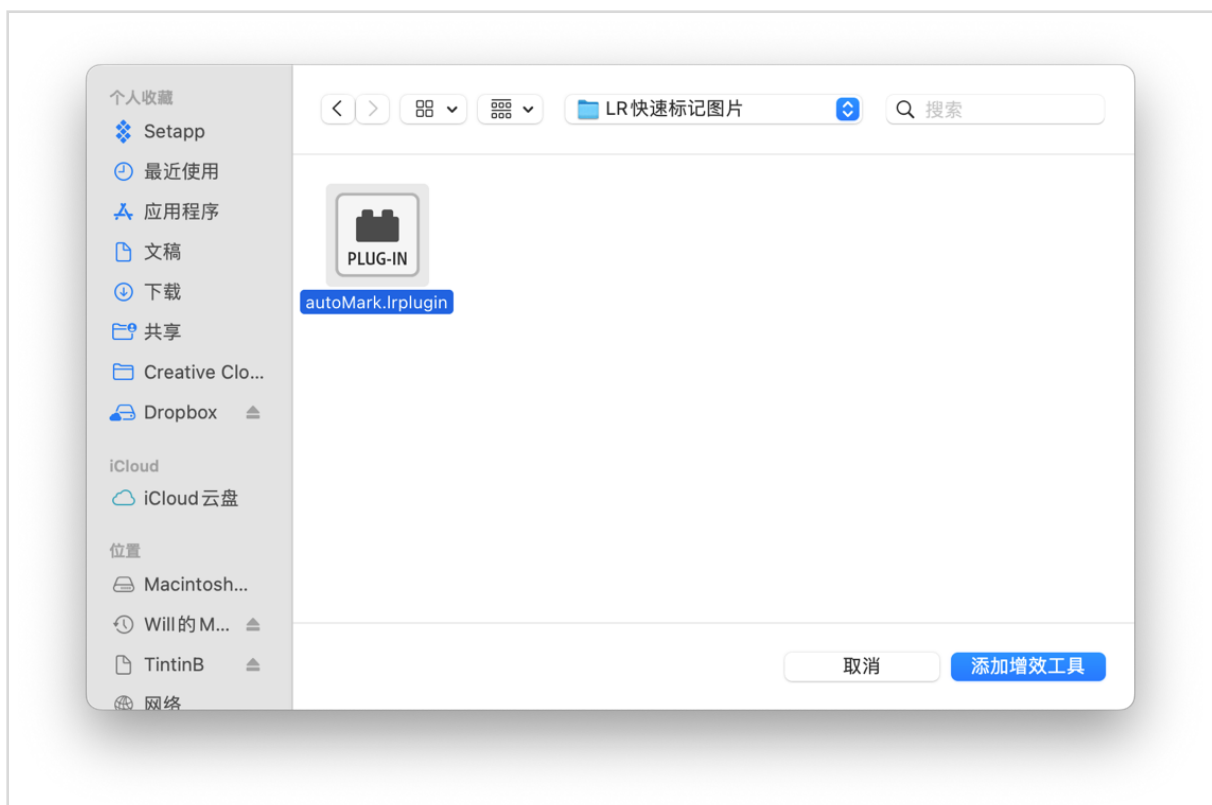 个人收藏
Setapp
最近使用
应用程序
文稿
下载
共享
Creative Clo...
Dropbox
iCloud
iCloud云盘
位置
Macintosh...
Will的M...
TintinB
网络
LR快速标记图片
搜索
PLUG-IN
autoMark.lrplugin
取消
添加增效工具